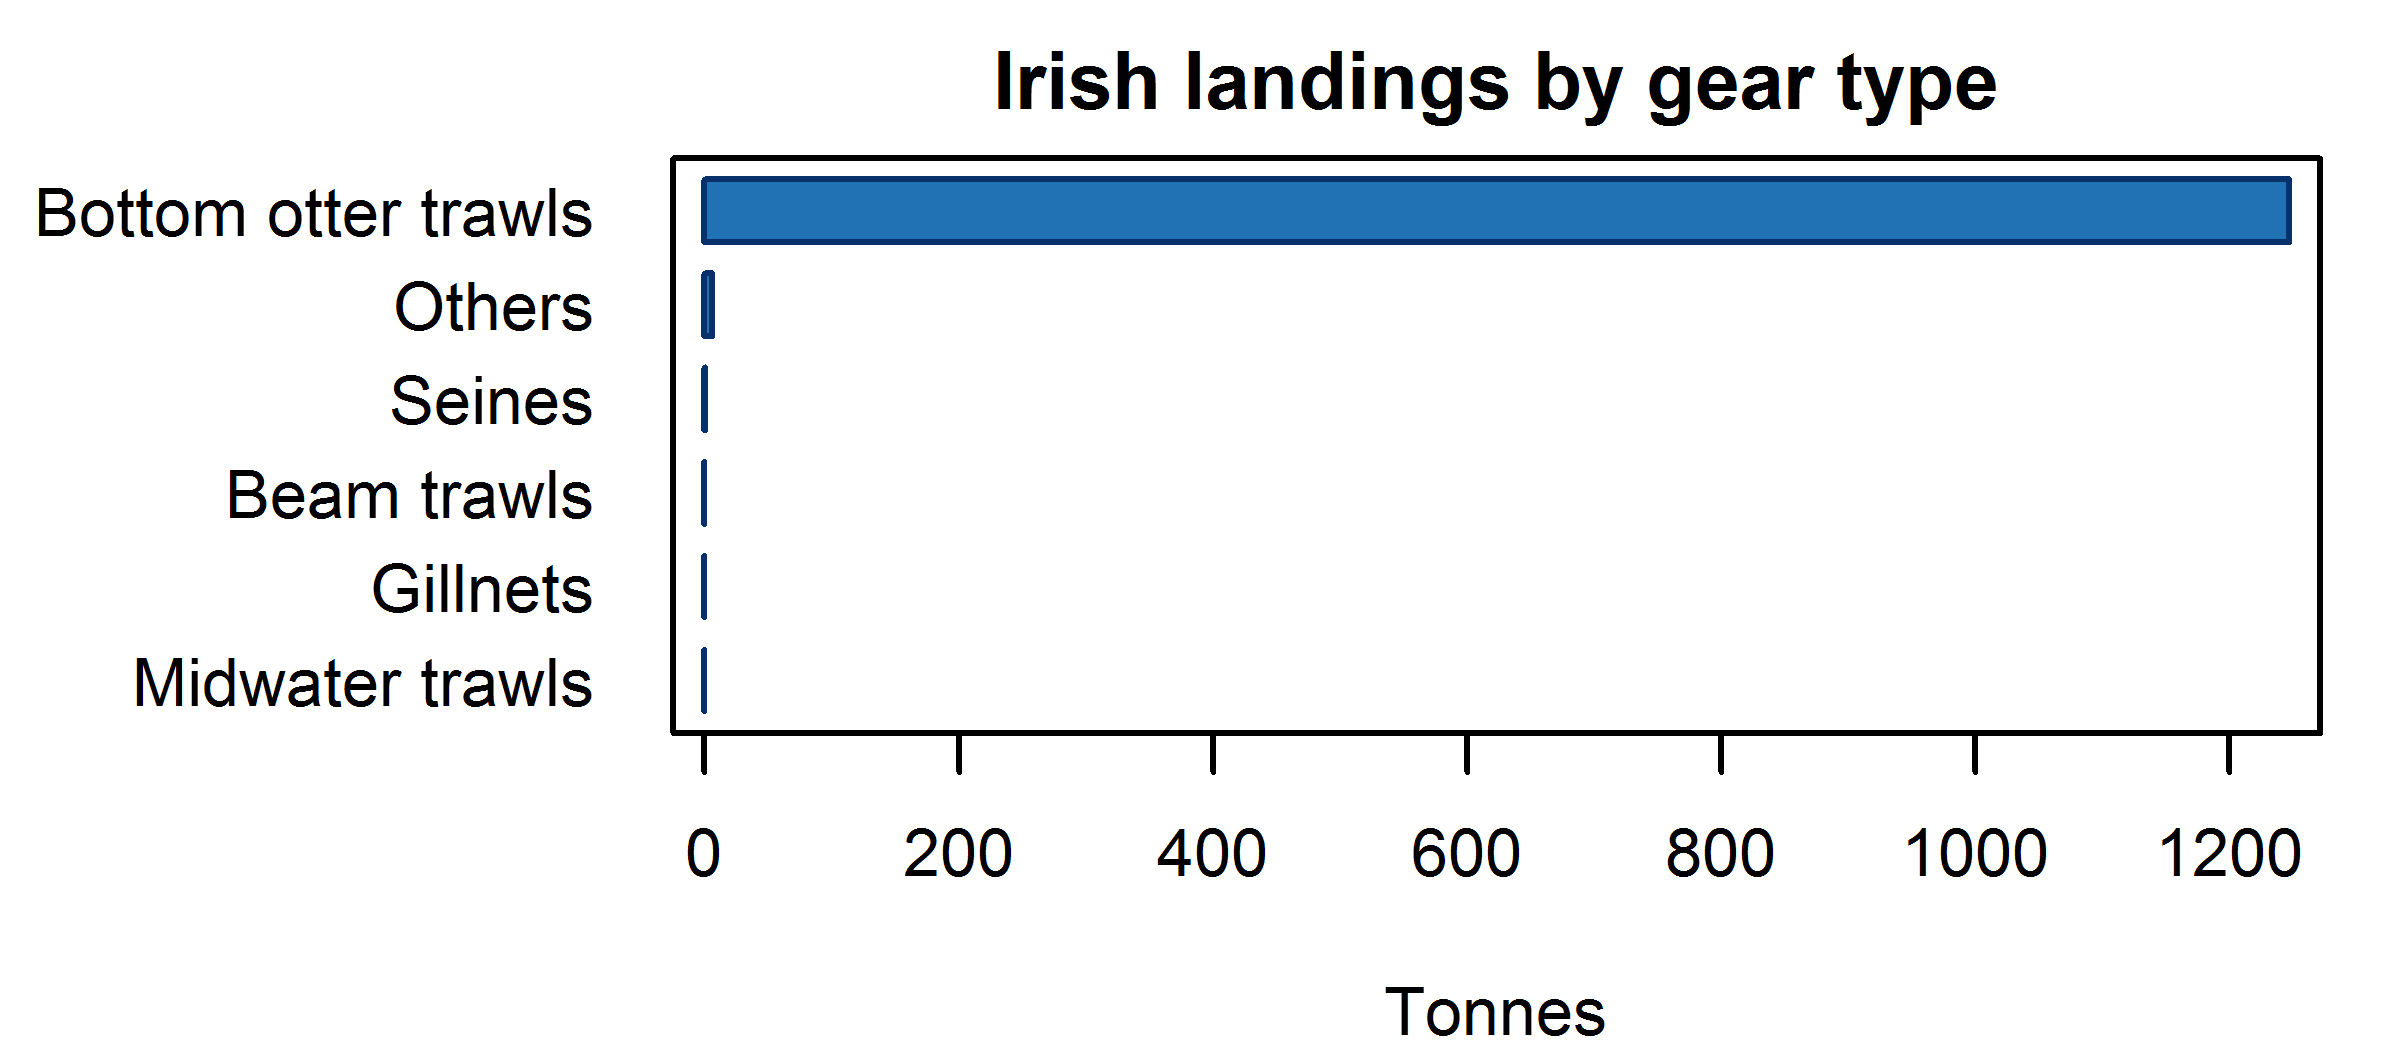 Irish landings by gear type
Bottom otter trawls
Others
Seines
Beam trawls
Gillnets
Midwater trawls
0 200 400 600 800 1000 1200
Tonnes